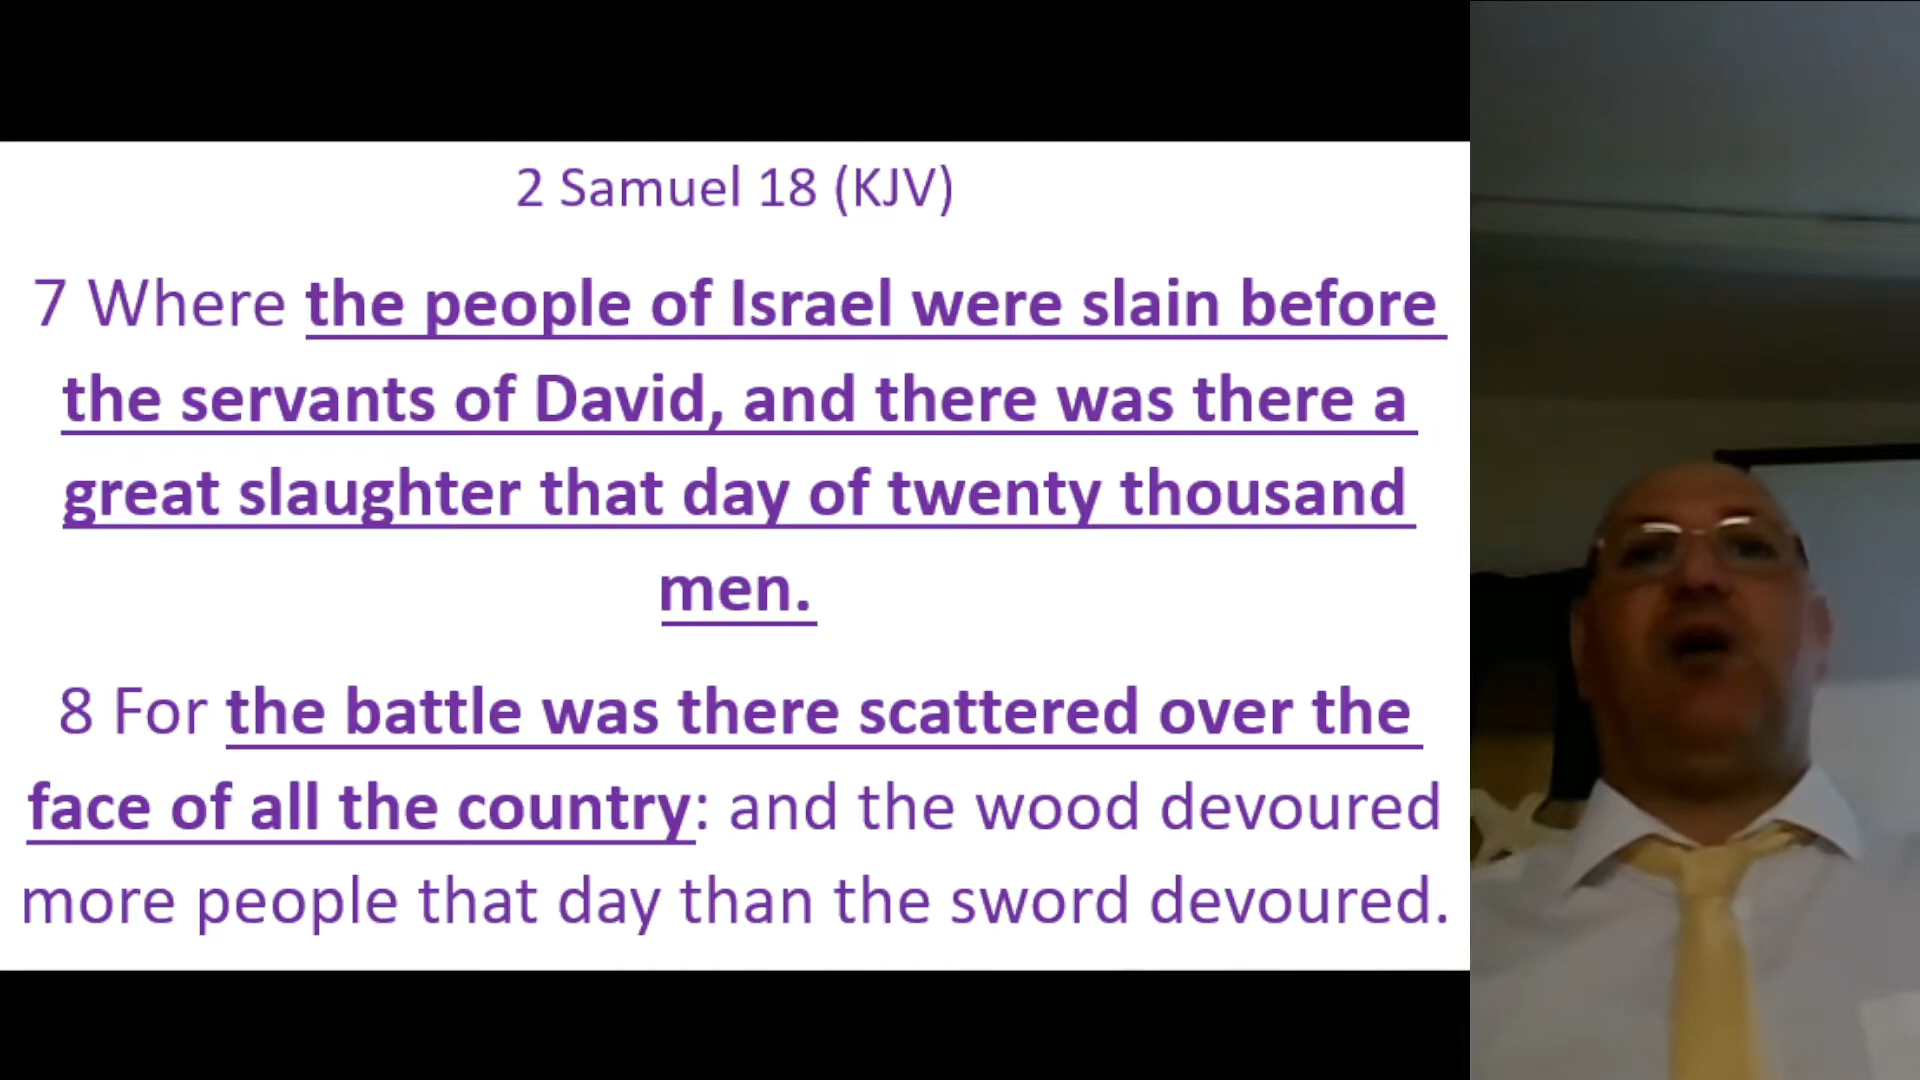 2 Samuel 18 (KJV)
7 Where the people of Israel were slain before
the servants of David, and there was there a
great slaughter that day of twenty thousand
men.
8 For the battle was there scattered over the
face of all the country: and the wood devoured
more people that day than the sword devoured.